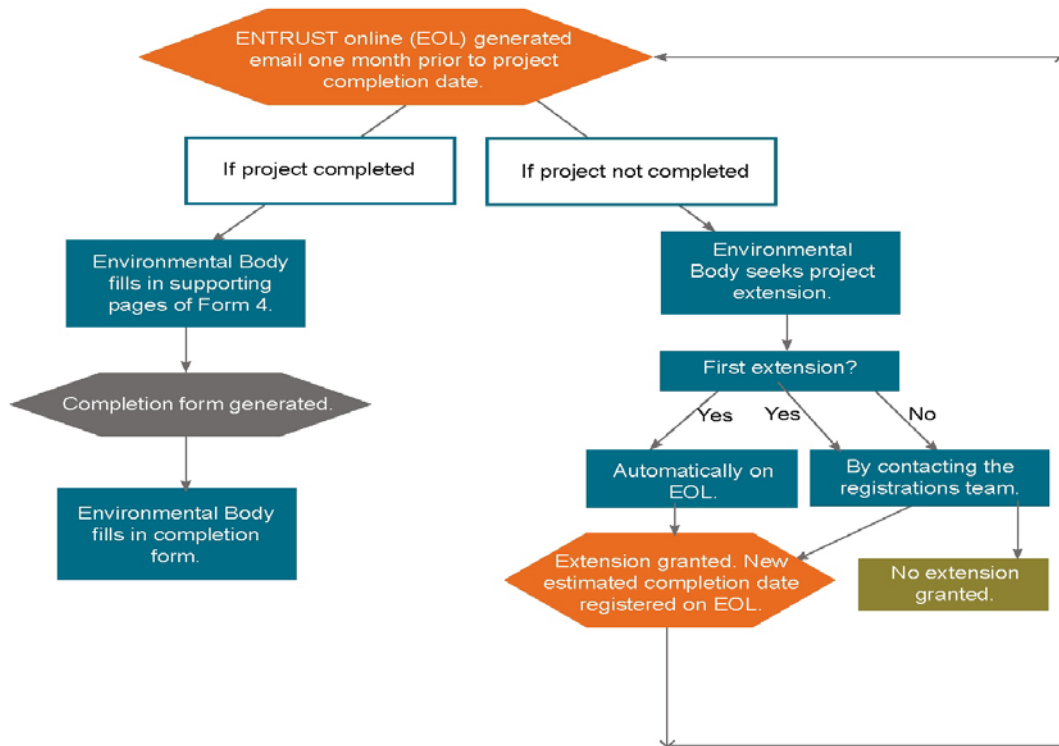 ENTRUST online (EOL) generated
email one month prior to project
completion date.
If project completed
If project not completed
Environmental Body
fills in supporting
pages of Form 4.
Environmental
Body seeks project
extension.
First extension?
Completion form generated.
Yes
Yes
No
Automatically on
EOL.
By contacting the
registrations team.
Environmental Body
fills in completion
form.
Extension granted. New
estimated completion date
registered on EOL.
No extension
granted.